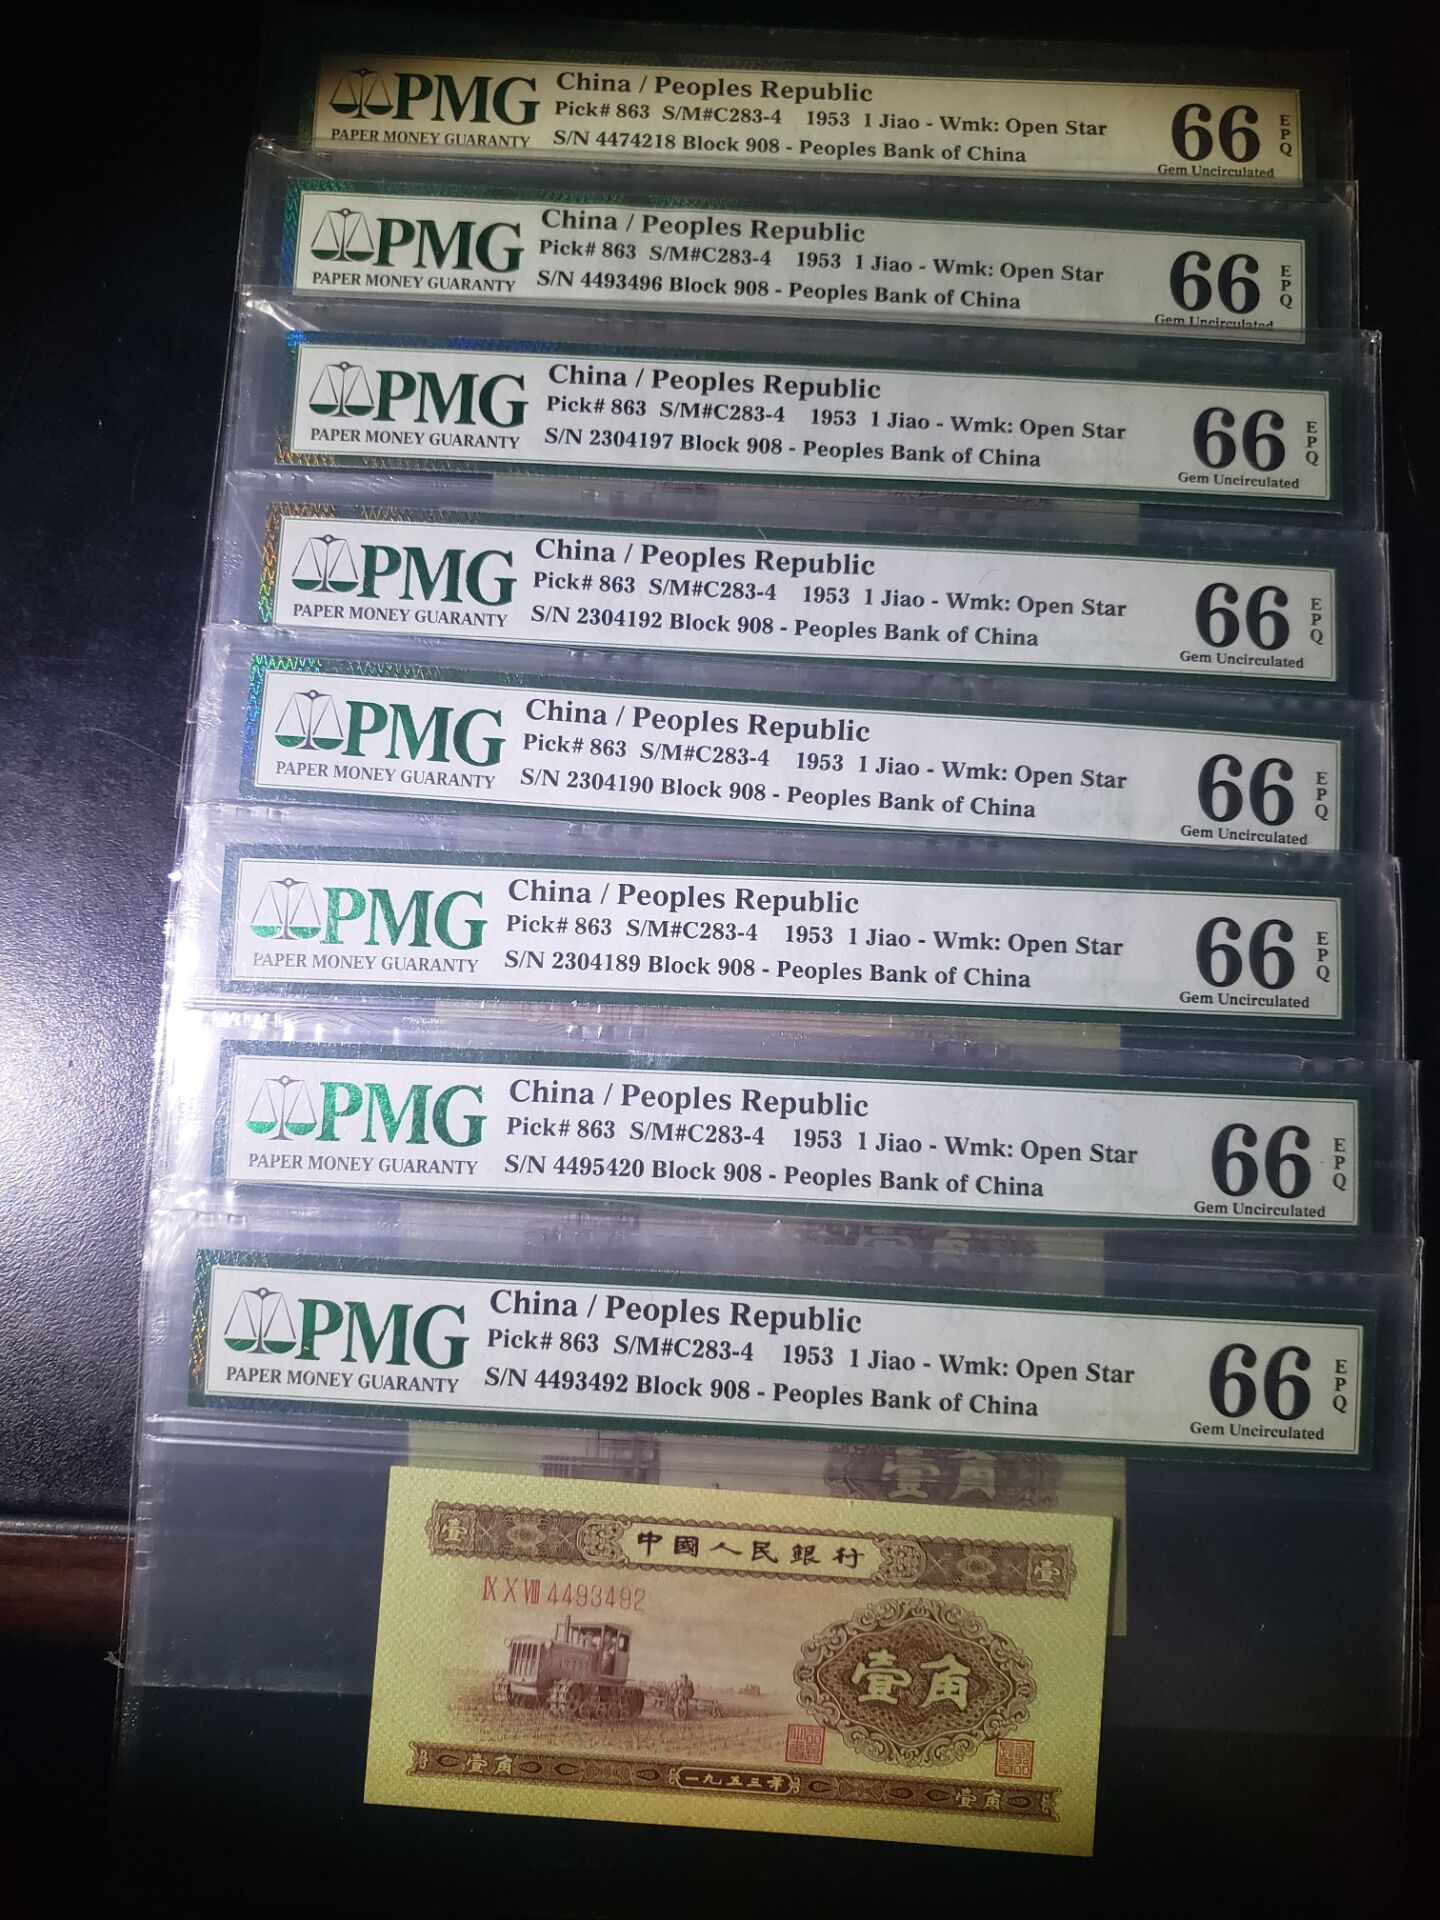 PMG
PAPER MONEY GUARANTY
China / Peoples Republic
Pick# 863 S/M#C283-4 1953 1 Jiao - Wmk: Open Star
S/N 4474218 Block 908 - Peoples Bank of China
66 EPQ
Gem Uncirculated
PMG
PAPER MONEY GUARANTY
China / Peoples Republic
Pick# 863 S/M#C283-4 1953 1 Jiao - Wmk: Open Star
S/N 4493496 Block 908 - Peoples Bank of China
66 EPQ
Gem Uncirculated
PMG
PAPER MONEY GUARANTY
China / Peoples Republic
Pick# 863 S/M#C283-4 1953 1 Jiao - Wmk: Open Star
S/N 2304197 Block 908 - Peoples Bank of China
66 EPQ
Gem Uncirculated
PMG
PAPER MONEY GUARANTY
China / Peoples Republic
Pick# 863 S/M#C283-4 1953 1 Jiao - Wmk: Open Star
S/N 2304192 Block 908 - Peoples Bank of China
66 EPQ
Gem Uncirculated
PMG
PAPER MONEY GUARANTY
China / Peoples Republic
Pick# 863 S/M#C283-4 1953 1 Jiao - Wmk: Open Star
S/N 2304190 Block 908 - Peoples Bank of China
66 EPQ
Gem Uncirculated
PMG
PAPER MONEY GUARANTY
China / Peoples Republic
Pick# 863 S/M#C283-4 1953 1 Jiao - Wmk: Open Star
S/N 2304189 Block 908 - Peoples Bank of China
66 EPQ
Gem Uncirculated
PMG
PAPER MONEY GUARANTY
China / Peoples Republic
Pick# 863 S/M#C283-4 1953 1 Jiao - Wmk: Open Star
S/N 4495420 Block 908 - Peoples Bank of China
66 EPQ
Gem Uncirculated
PMG
PAPER MONEY GUARANTY
China / Peoples Republic
Pick# 863 S/M#C283-4 1953 1 Jiao - Wmk: Open Star
S/N 4493492 Block 908 - Peoples Bank of China
66 EPQ
Gem Uncirculated
壹角
壹 中國人民銀行 壹
IX X VIII 4493492
壹角
壹角 一九五三年 壹角